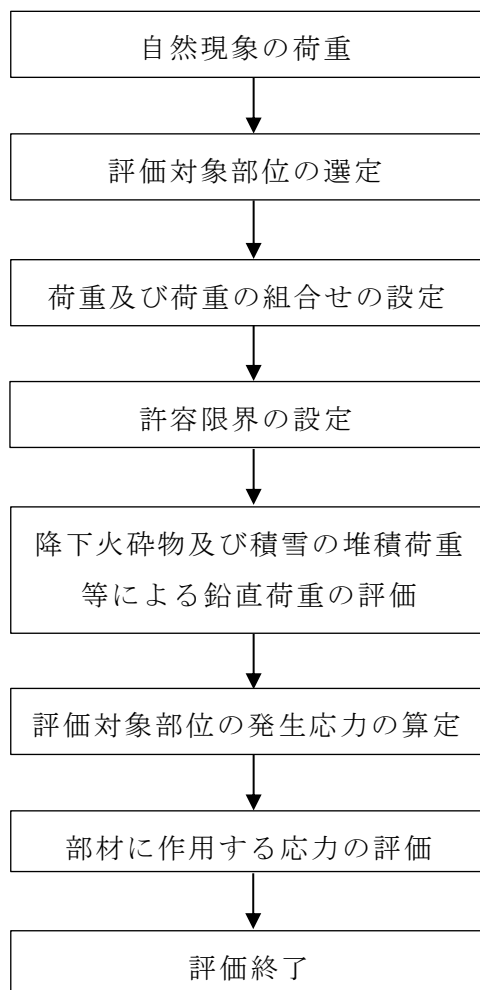 自然現象の荷重
評価対象部位の選定
荷重及び荷重の組合せの設定
許容限界の設定
降下火砕物及び積雪の堆積荷重
等による鉛直荷重の評価
評価対象部位の発生応力の算定
部材に作用する応力の評価
評価終了